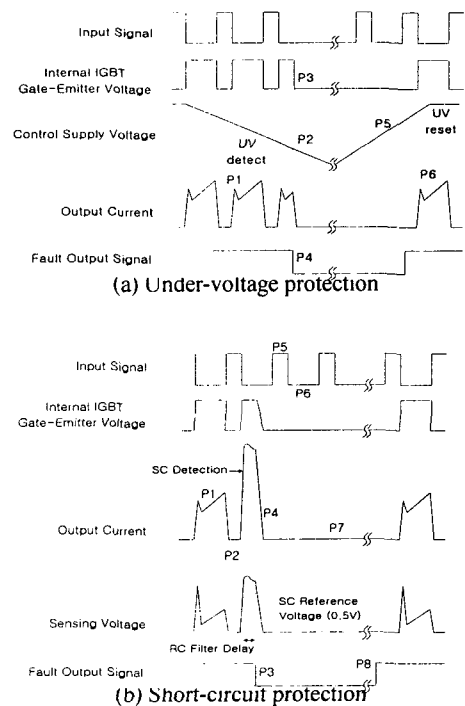 Input Signal
Internal IGBT
Gate-Emitter Voltage
P3
Control Supply Voltage
UV
detect
P2
P5
UV
reset
P1
P6
Output Current
Fault Output Signal
P4
(a) Under-voltage protection
P5
Input Signal
P6
Internal IGBT
Gate-Emitter Voltage
SC Detection
P1
P4
Output Current
P7
P2
Sensing Voltage
SC Reference
Voltage (0.5V)
RC Filter Delay
Fault Output Signal
P3
P8
(b) Short-circuit protection